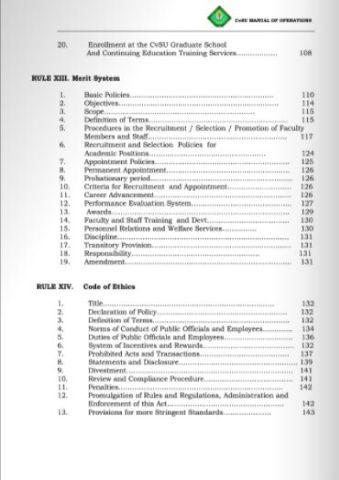 CvSU MANUAL OF OPERATIONS
20. Enrollment at the CvSU Graduate School
And Continuing Education Training Services.................. 108
RULE XIII. Merit System
1. Basic Policies.................................................. 110
2. Objectives.................................................. 114
3. Scope.................................................. 115
4. Definition of Terms.................................................. 115
5. Procedures in the Recruitment / Selection / Promotion of Faculty
Members and Staff.................................................. 117
6. Recruitment and Selection Policies for
Academic Positions.................................................. 124
7. Appointment Policies.................................................. 125
8. Permanent Appointment.................................................. 126
9. Probationary period.................................................. 126
10. Criteria for Recruitment and Appointment........................ 126
11. Career Advancement.................................................. 126
12. Performance Evaluation System.................................. 127
13. Awards.................................................. 129
14. Faculty and Staff Training and Devt.............................. 130
15. Personnel Relations and Welfare Services............... 130
16. Discipline.................................................. 131
17. Transitory Provision.................................................. 131
18. Responsibility.................................................. 131
19. Amendment.................................................. 131
RULE XIV. Code of Ethics
1. Title.................................................. 132
2. Declaration of Policy.................................................. 132
3. Definition of Terms.................................................. 132
4. Norms of Conduct of Public Officials and Employees............. 134
5. Duties of Public Officials and Employees........................... 136
6. System of Incentives and Rewards.................................. 132
7. Prohibited Acts and Transactions.................................. 137
8. Statements and Disclosure.......................................... 139
9. Divestment.................................................. 141
10. Review and Compliance Procedure.................................. 141
11. Penalties.................................................. 142
12. Promulgation of Rules and Regulations, Administration and
Enforcement of this Act.......................................... 142
13. Provisions for more Stringent Standards..................... 143